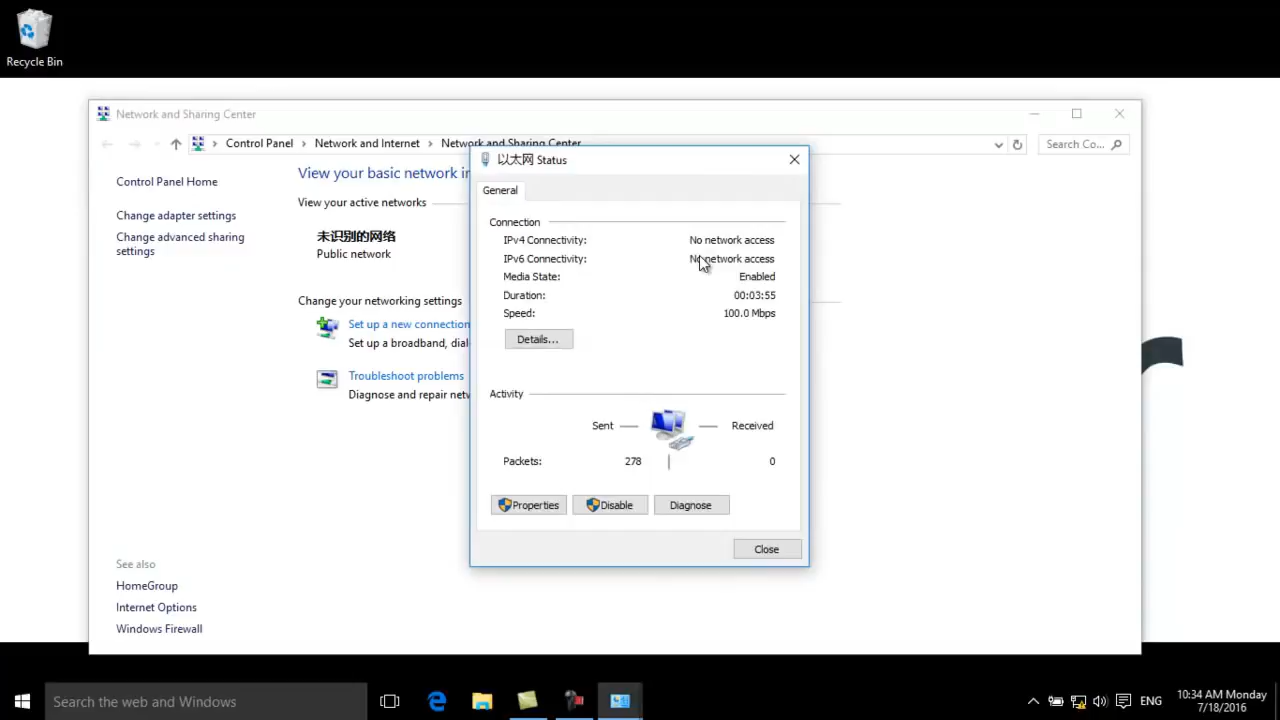 Recycle Bin
Network and Sharing Center
Control Panel > Network and Internet > Network and Sharing Center
Search Co...
Control Panel Home
Change adapter settings
Change advanced sharing
settings
View your basic network in
View your active networks
未识别的网络
Public network
Change your networking settings
Set up a new connection
Set up a broadband, dial
Troubleshoot problems
Diagnose and repair netw
See also
HomeGroup
Internet Options
Windows Firewall
以太网 Status
General
Connection
IPv4 Connectivity: No network access
IPv6 Connectivity: No network access
Media State: Enabled
Duration: 00:03:55
Speed: 100.0 Mbps
Details...
Activity
Sent Received
Packets: 278 0
Properties Disable Diagnose
Close
Search the web and Windows
ENG
10:34 AM Monday
7/18/2016